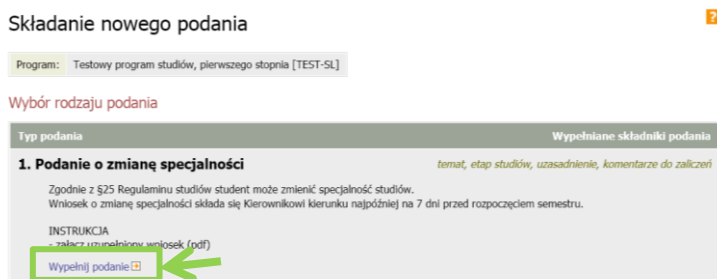 Składanie nowego podania
?
Program: Testowy program studiów, pierwszego stopnia [TEST-SL]
Wybór rodzaju podania
Typ podania Wypełniane składniki podania
1. Podanie o zmianę specjalności temat, etap studiów, uzasadnienie, komentarze do zaliczeń
Zgodnie z §25 Regulaminu studiów student może zmienić specjalność studiów.
Wniosek o zmianę specjalności składa się Kierownikowi kierunku najpóźniej na 7 dni przed rozpoczęciem semestru.
INSTRUKCJA
- załącz uzupełniony wniosek (pdf)
Wypełnij podanie